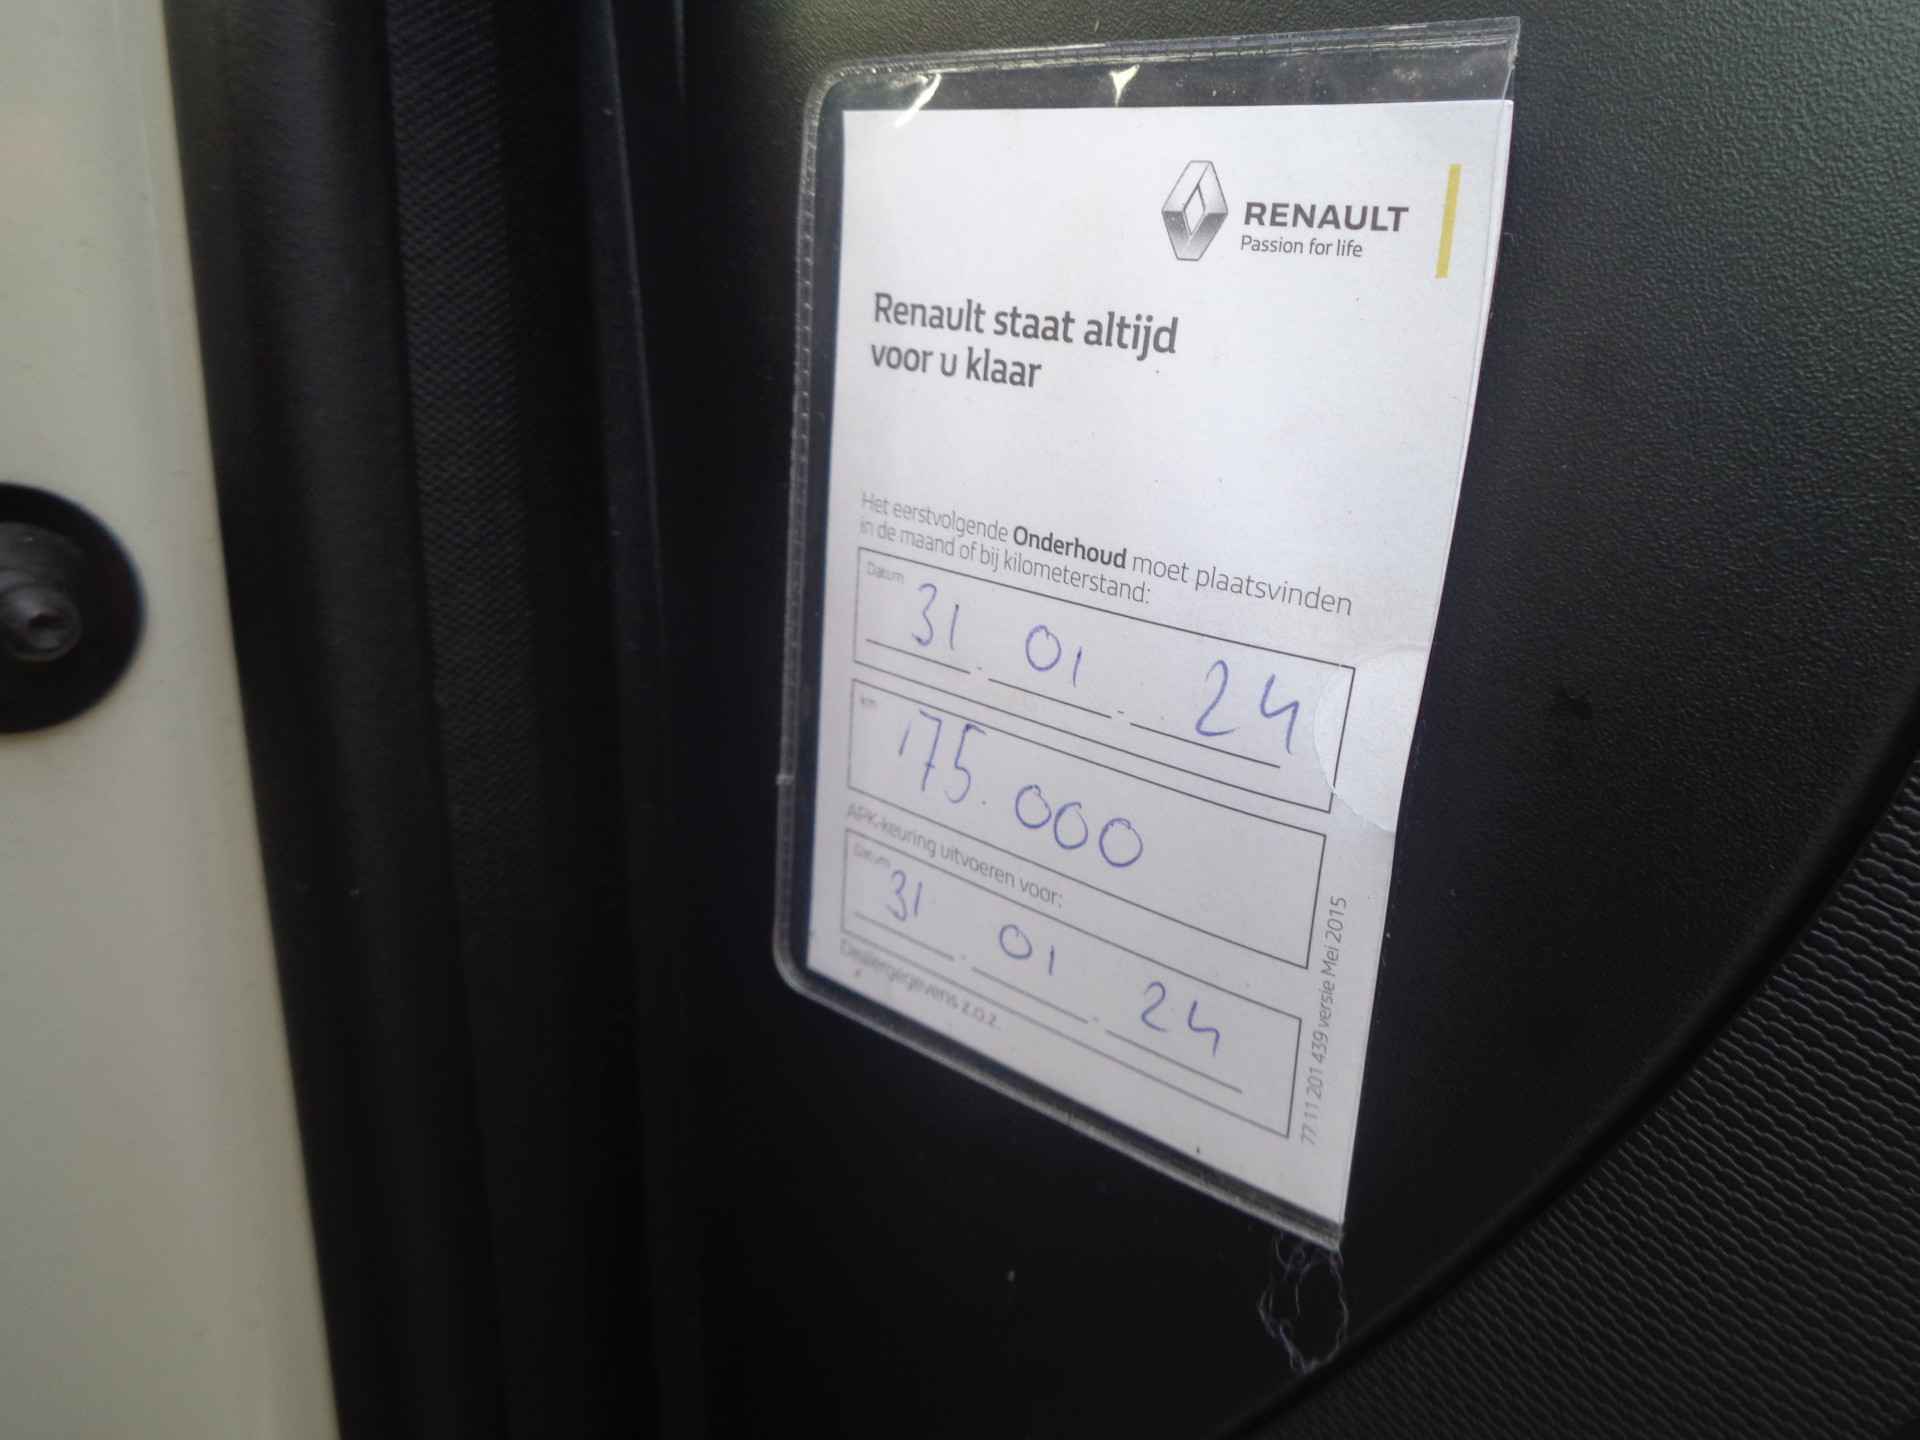 RENAULT
Passion for life
Renault staat altijd
voor u klaar
Het eerstvolgende Onderhoud moet plaatsvinden
in de maand of bij kilometerstand:
Datum
31 - 01 - 24
km
175.000
APK-keuring uitvoeren voor:
Datum
31 - 01 - 24
Dealergegevens z.o.z.
77 11 201 439 versie Mei 2015